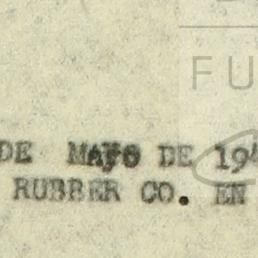 FU
DE MAYO DE 19
RUBBER CO. EN